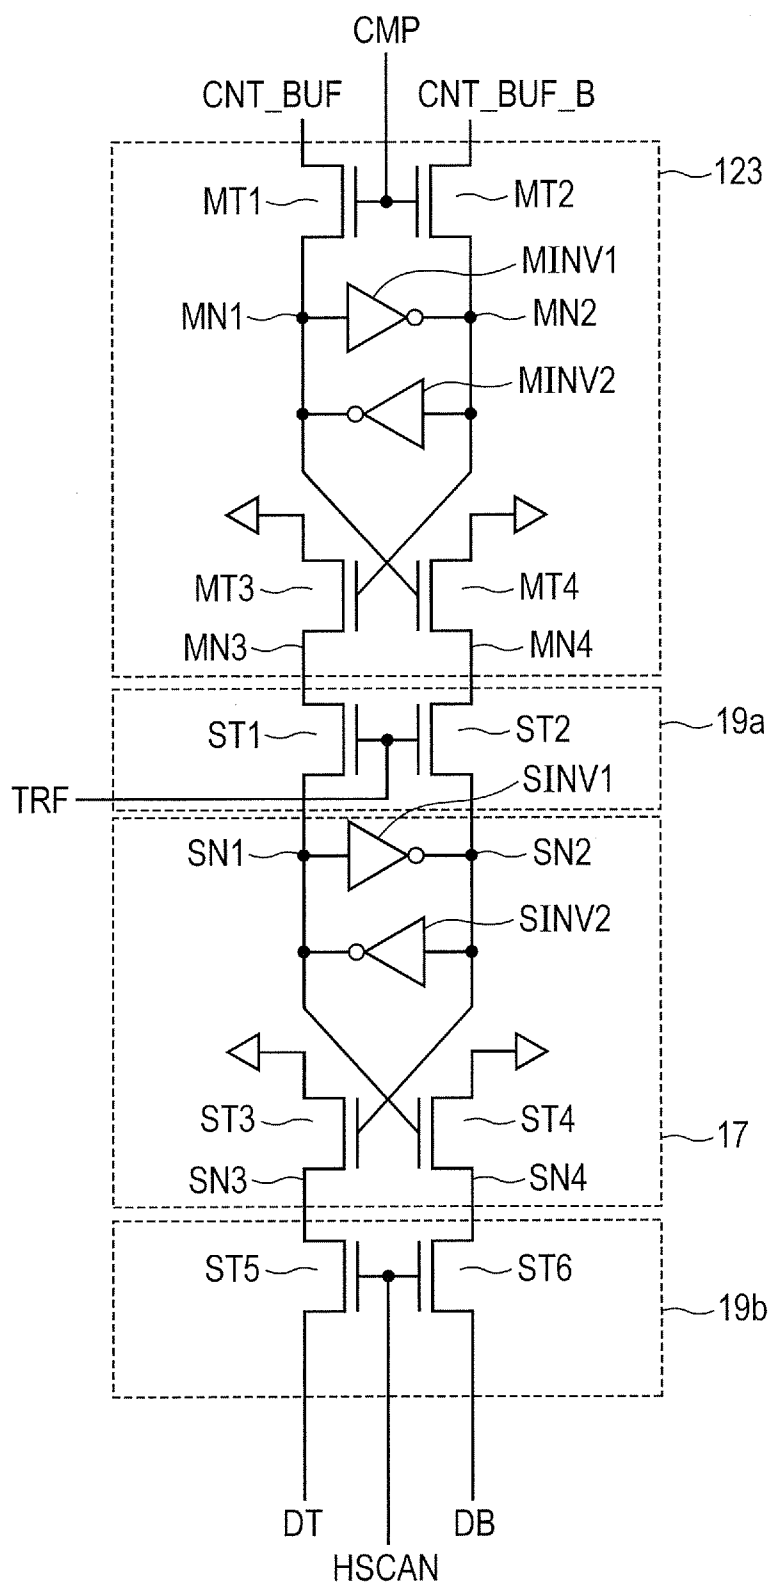 CMP
CNT_BUF CNT_BUF_B
123
MT1 MT2
MINV1
MN1 MN2
MINV2
MT3 MT4
MN3 MN4
19a
ST1 ST2
SINV1
TRF
SN1 SN2
SINV2
ST3 ST4
17
SN3 SN4
ST5 ST6
19b
DT DB
HSCAN